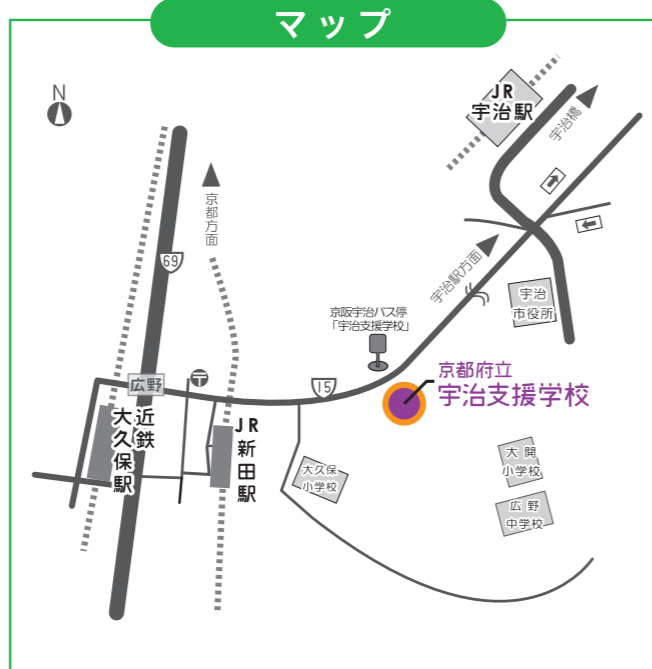 マップ
N
JR
宇治駅
宇治橋
京都方面
69
宇治駅方面
宇治
市役所
京阪宇治バス停
「宇治支援学校」
京都府立
宇治支援学校
広野
15
近鉄
大久保駅
JR
新田駅
大久保
小学校
大開
小学校
広野
中学校